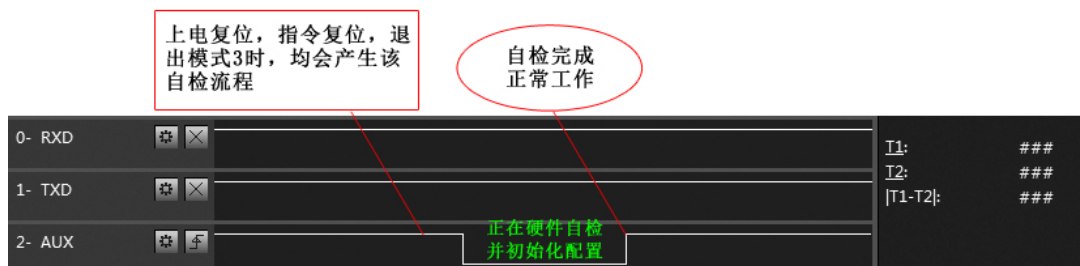 上电复位，指令复位，退
出模式3时，均会产生该
自检流程
自检完成
正常工作
0- RXD
T1: ###
T2: ###
1- TXD
|T1-T2|: ###
2- AUX
正在硬件自检
并初始化配置